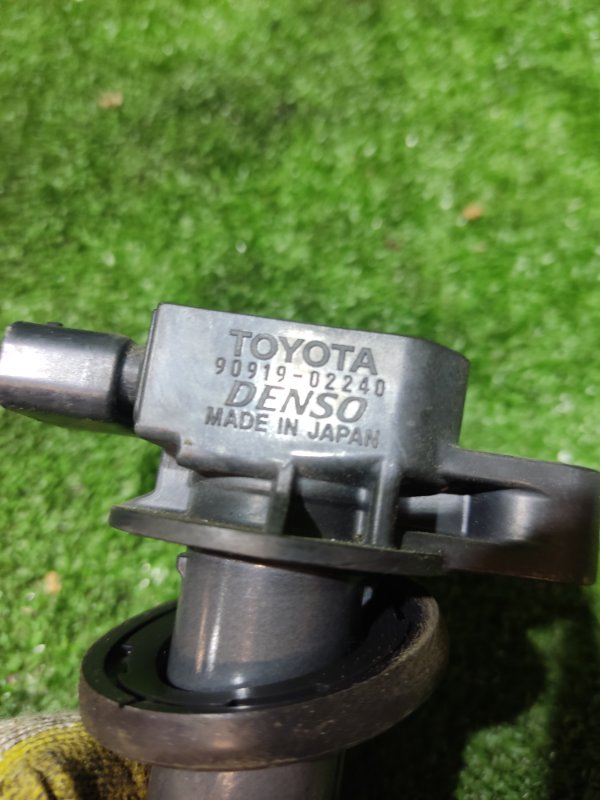 TOYOTA
90919-02240
DENSO
MADE IN JAPAN